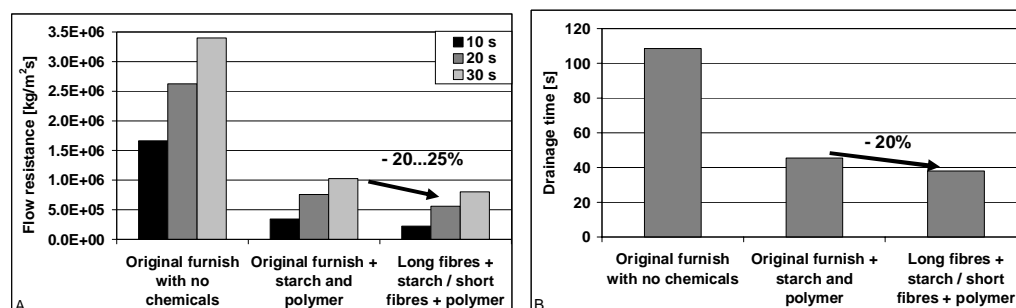 3.5E+06
3.0E+06
2.5E+06
2.0E+06
1.5E+06
1.0E+06
5.0E+05
0.0E+00
Flow resistance [kg/m²s]
10 s
20 s
30 s
- 20...25%
Original furnish
with no
chemicals
Original furnish +
starch and
polymer
Long fibres +
starch / short
fibres + polymer
A
120
100
80
60
40
20
0
Drainage time [s]
- 20%
Original furnish
with no chemicals
Original furnish +
starch and
polymer
Long fibres +
starch / short
fibres + polymer
B